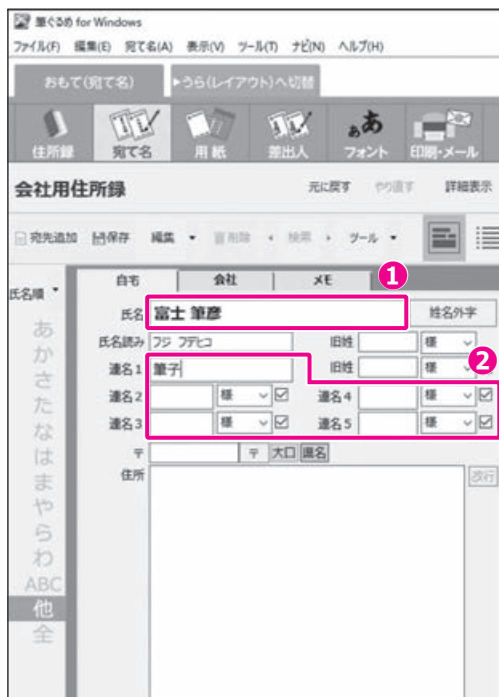 筆ぐるめ for Windows
ファイル(F) 編集(E) 宛て名(A) 表示(V) ツール(T) ナビ(N) ヘルプ(H)
おもて(宛て名) ▶うら(レイアウト)へ切替
住所録 宛て名 用紙 差出人 フォント 印刷・メール
会社用住所録 元に戻す やり直す 詳細表示
宛先追加 保存 編集 ▼ 削除 検索 ツール ▼
氏名順 ▼ 自宅 会社 メモ 1
氏名 富士 筆彦 姓名外字
氏名読み フジ フデヒコ 旧姓 様
連名1 筆子 旧姓 様 2
連名2 様 連名4 様
連名3 様 連名5 様
〒 〒 大口 県名
住所 改行
あ
か
さ
た
な
は
ま
や
ら
わ
ABC
他
全